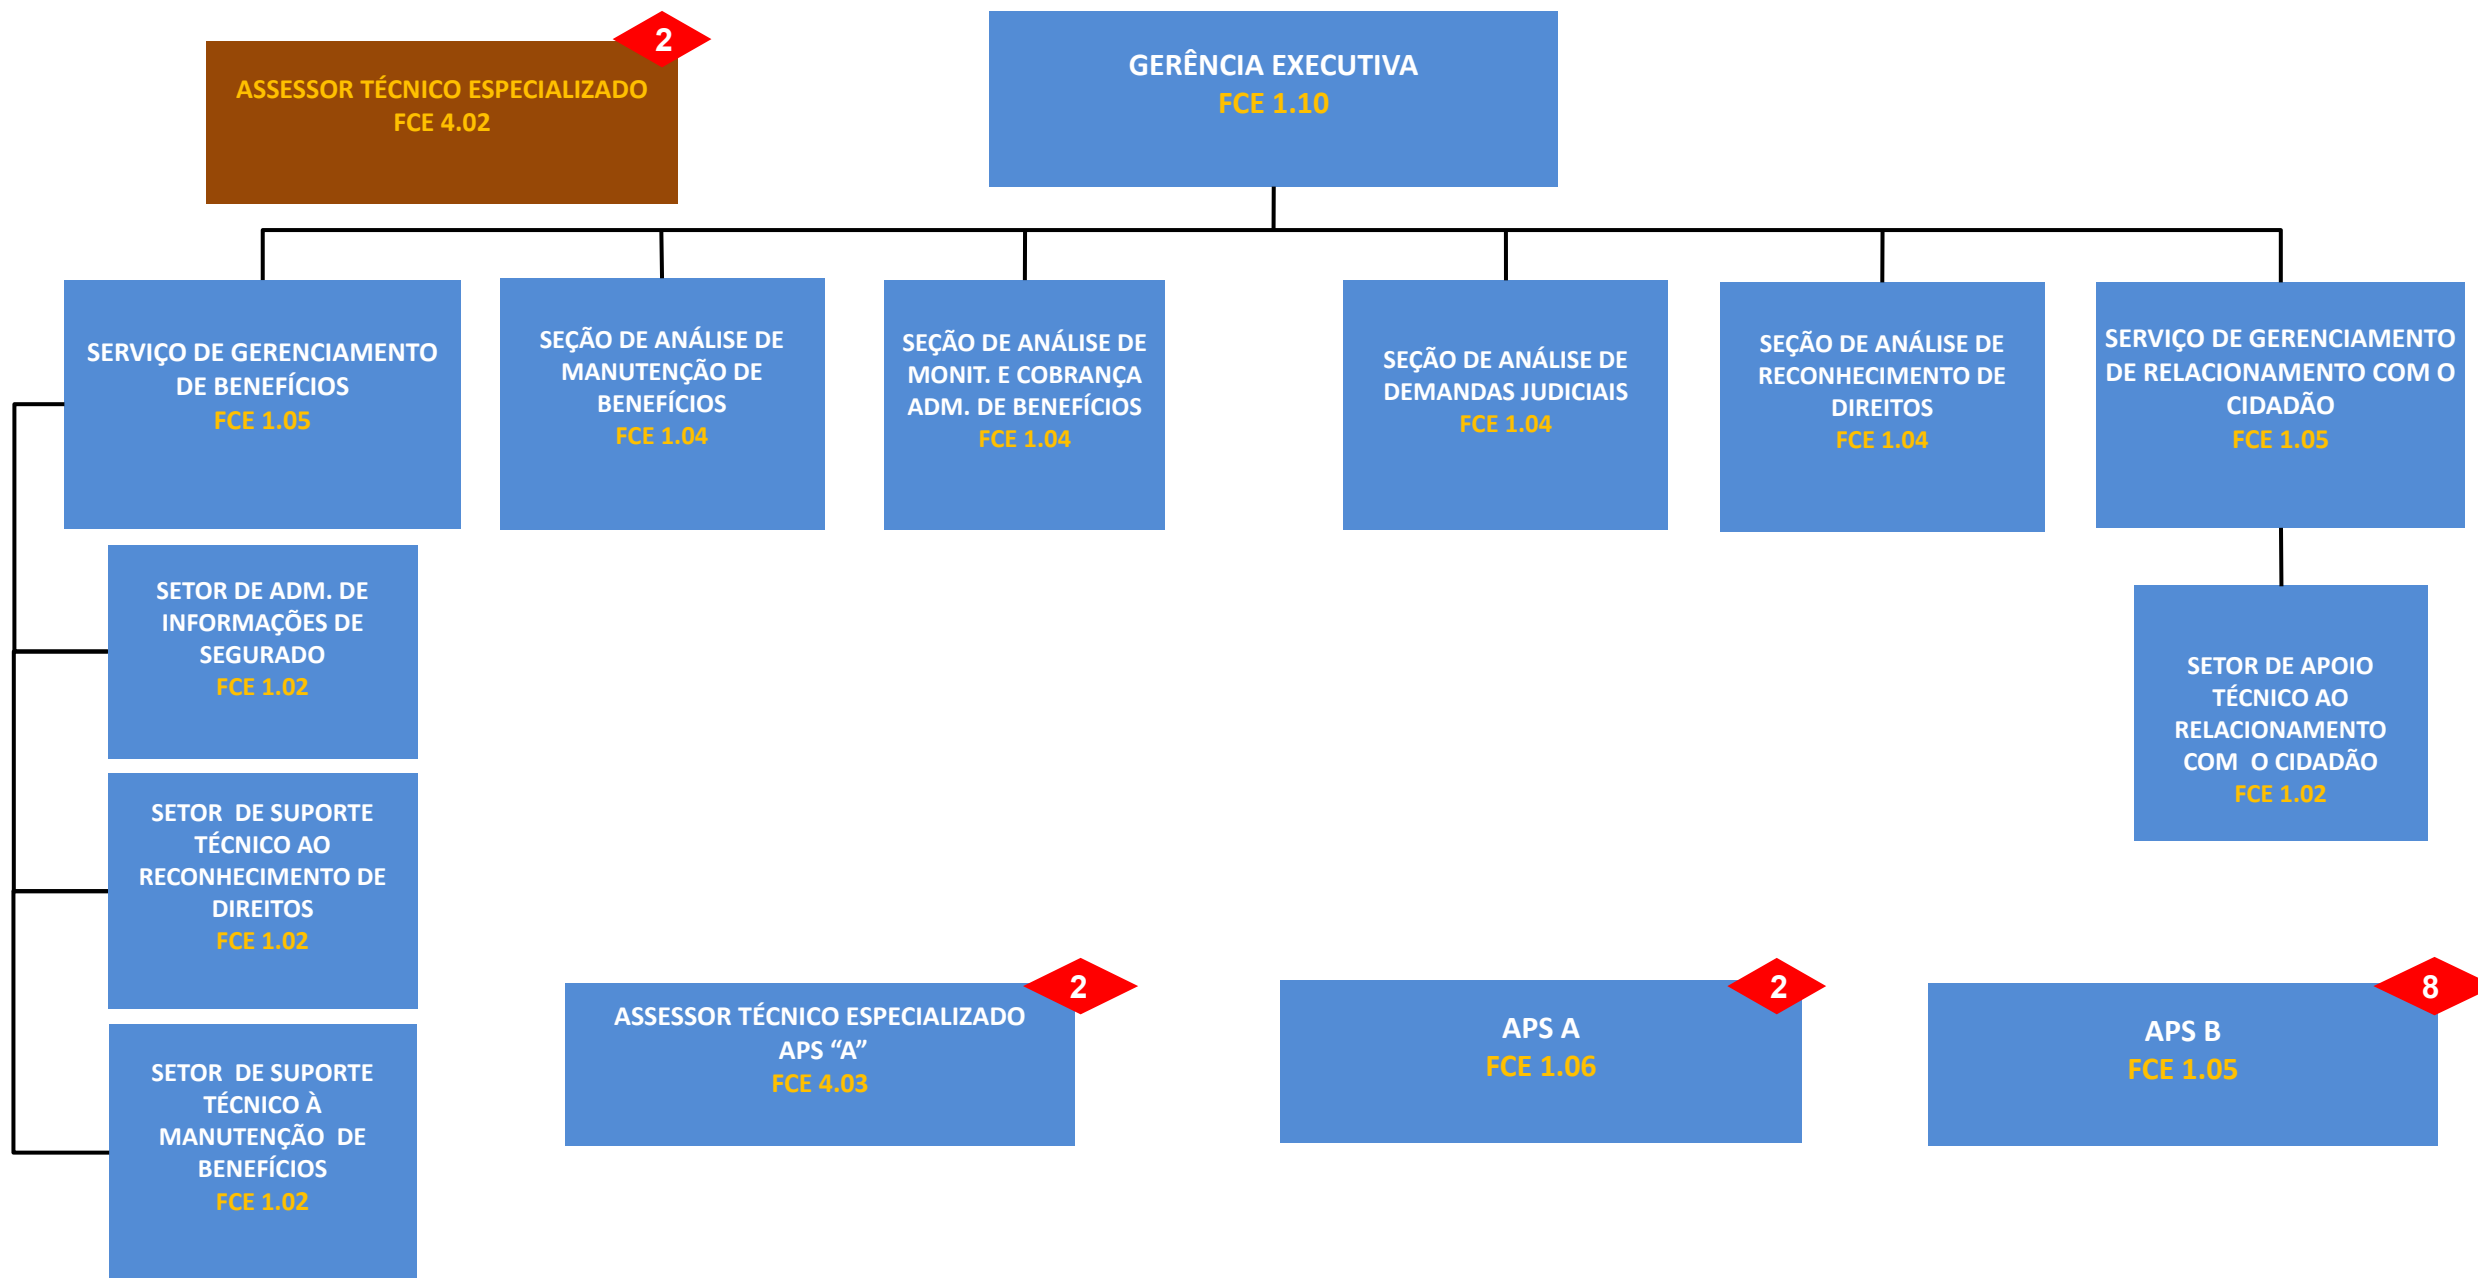 2
ASSESSOR TÉCNICO ESPECIALIZADO
FCE 4.02
GERÊNCIA EXECUTIVA
FCE 1.10
SERVIÇO DE GERENCIAMENTO
DE BENEFÍCIOS
FCE 1.05
SEÇÃO DE ANÁLISE DE
MANUTENÇÃO DE
BENEFÍCIOS
FCE 1.04
SEÇÃO DE ANÁLISE DE
MONIT. E COBRANÇA
ADM. DE BENEFÍCIOS
FCE 1.04
SEÇÃO DE ANÁLISE DE
DEMANDAS JUDICIAIS
FCE 1.04
SEÇÃO DE ANÁLISE DE
RECONHECIMENTO DE
DIREITOS
FCE 1.04
SERVIÇO DE GERENCIAMENTO
DE RELACIONAMENTO COM O
CIDADÃO
FCE 1.05
SETOR DE ADM. DE
INFORMAÇÕES DE
SEGURADO
FCE 1.02
SETOR DE APOIO
TÉCNICO AO
RELACIONAMENTO
COM O CIDADÃO
FCE 1.02
SETOR DE SUPORTE
TÉCNICO AO
RECONHECIMENTO DE
DIREITOS
FCE 1.02
SETOR DE SUPORTE
TÉCNICO À
MANUTENÇÃO DE
BENEFÍCIOS
FCE 1.02
2
ASSESSOR TÉCNICO ESPECIALIZADO
APS “A”
FCE 4.03
2
APS A
FCE 1.06
8
APS B
FCE 1.05